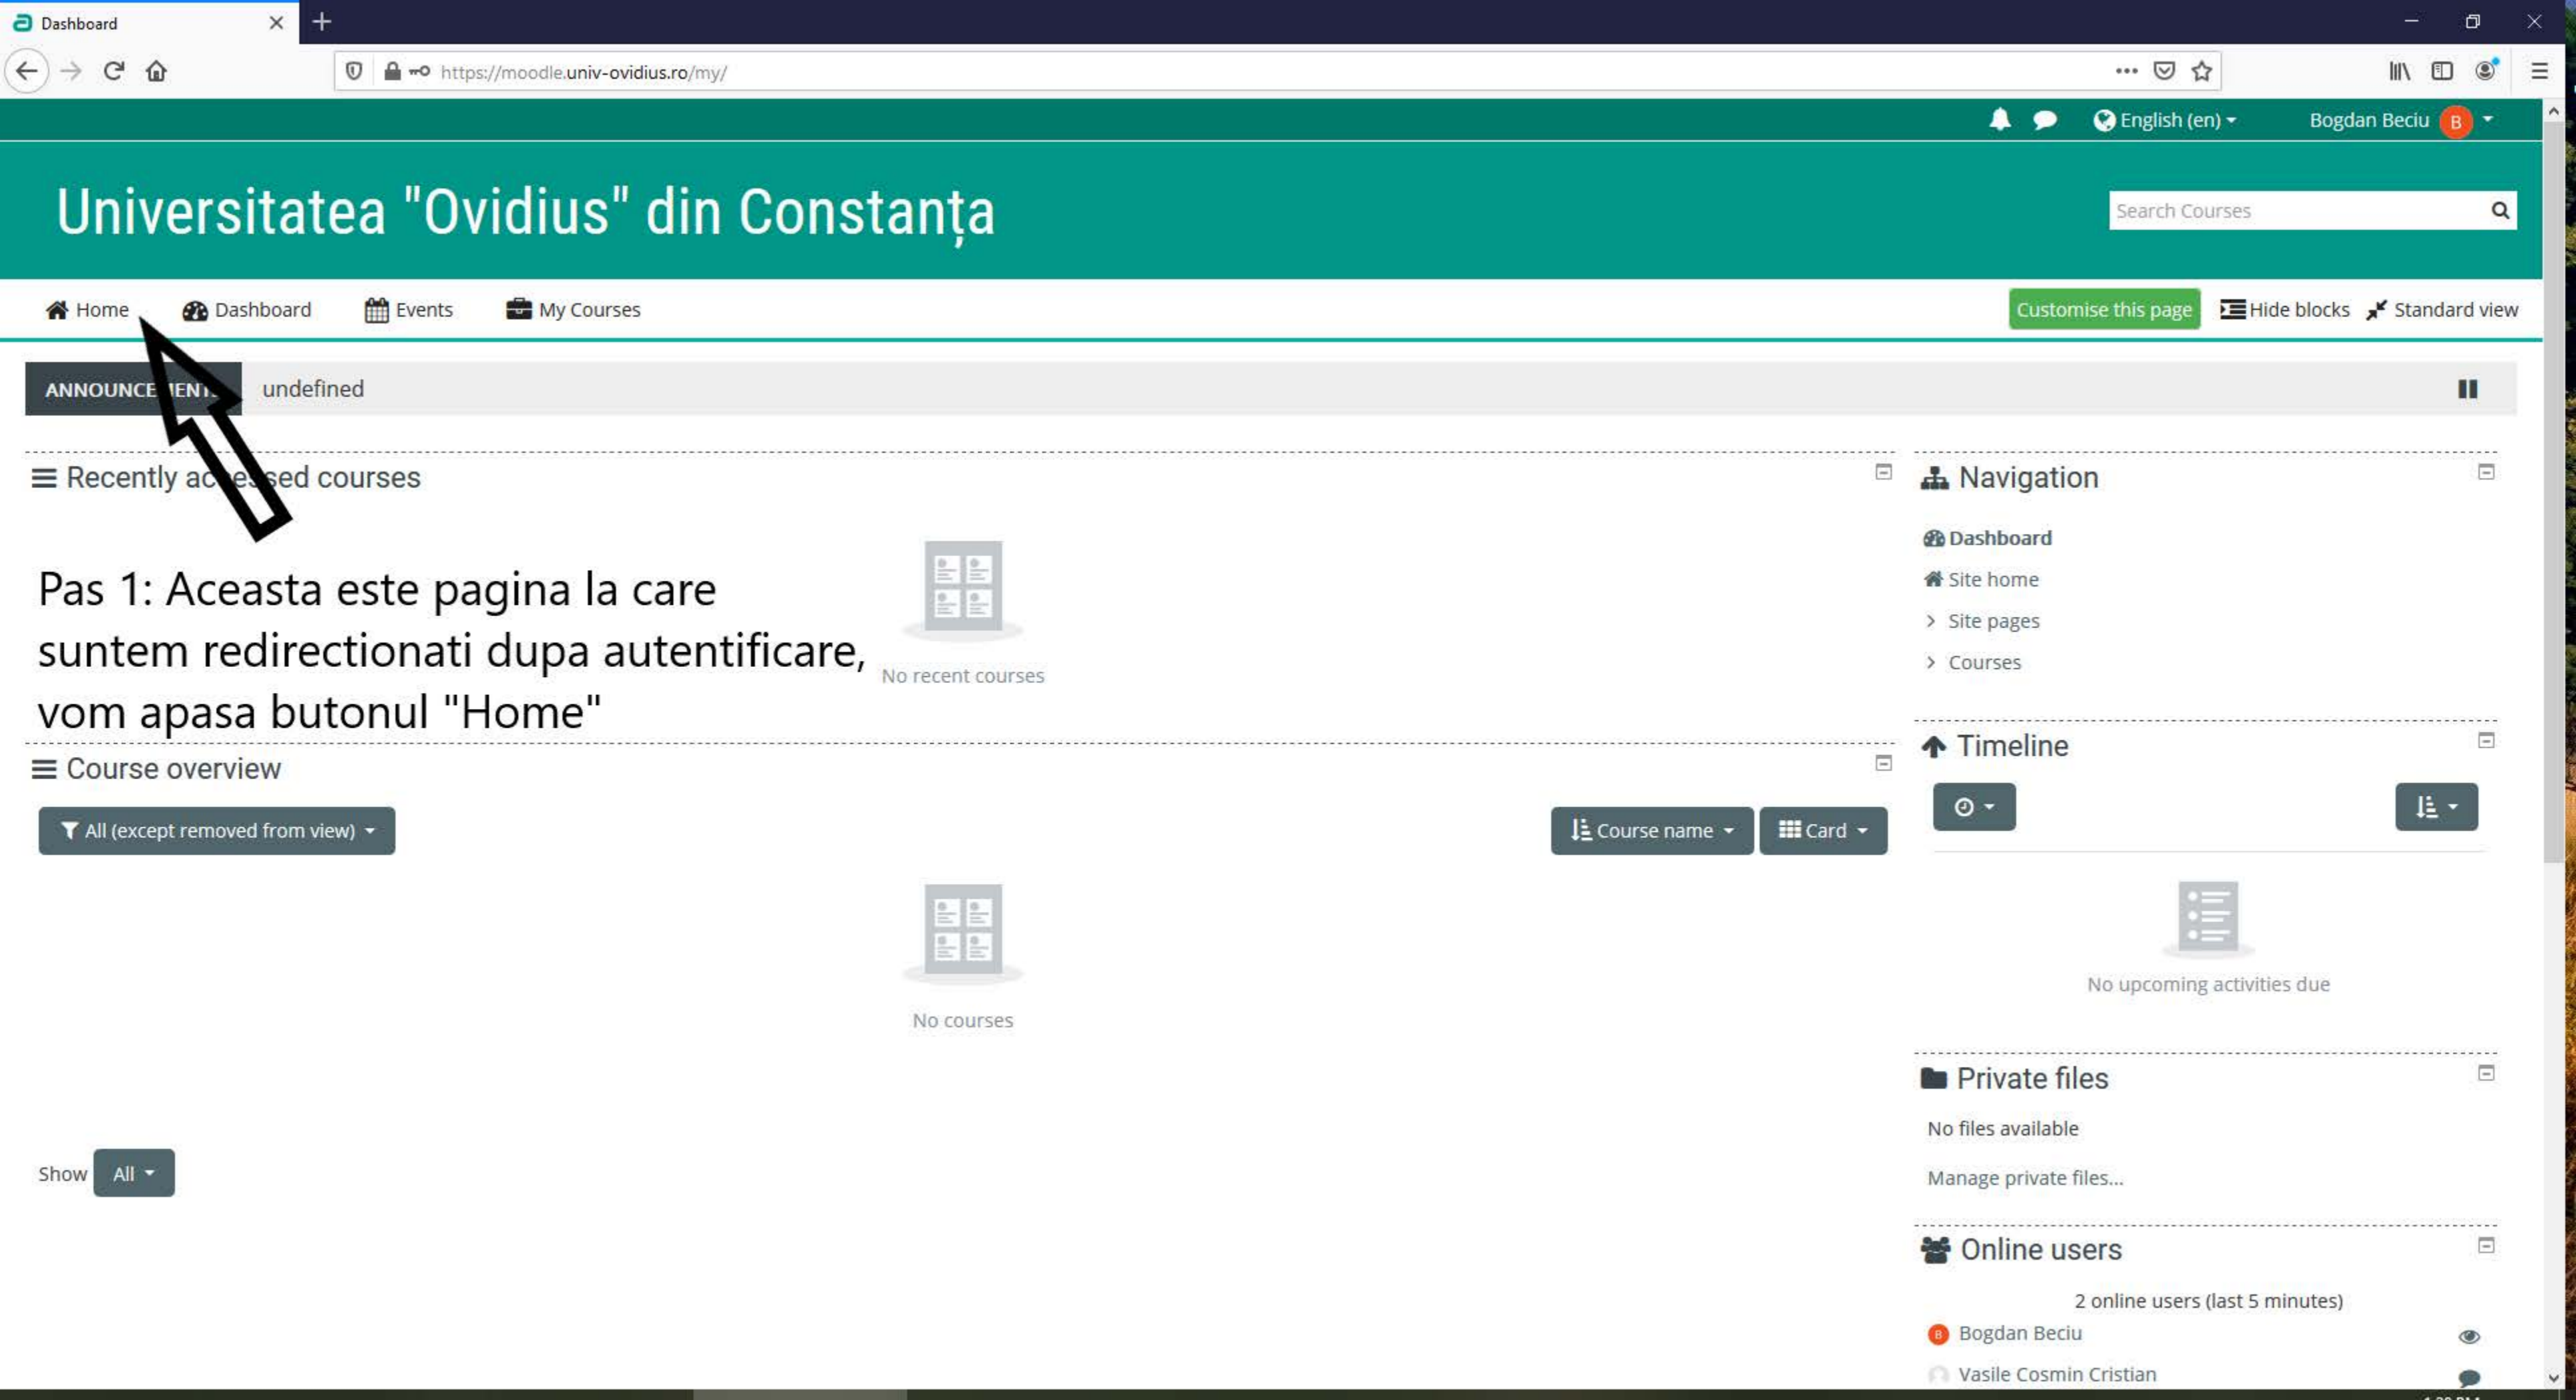 Dashboard
https://moodle.univ-ovidius.ro/my/
English (en)
Bogdan Beciu B
Universitatea "Ovidius" din Constanța
Search Courses
Home Dashboard Events My Courses
Customise this page Hide blocks Standard view
undefined
Recently accessed courses
No recent courses
Pas 1: Aceasta este pagina la care
suntem redirectionati dupa autentificare,
vom apasa butonul "Home"
Course overview
All (except removed from view)
Course name Card
No courses
Show All
Navigation
Dashboard
Site home
Site pages
Courses
Timeline
No upcoming activities due
Private files
No files available
Manage private files...
Online users
2 online users (last 5 minutes)
B Bogdan Beciu
Vasile Cosmin Cristian